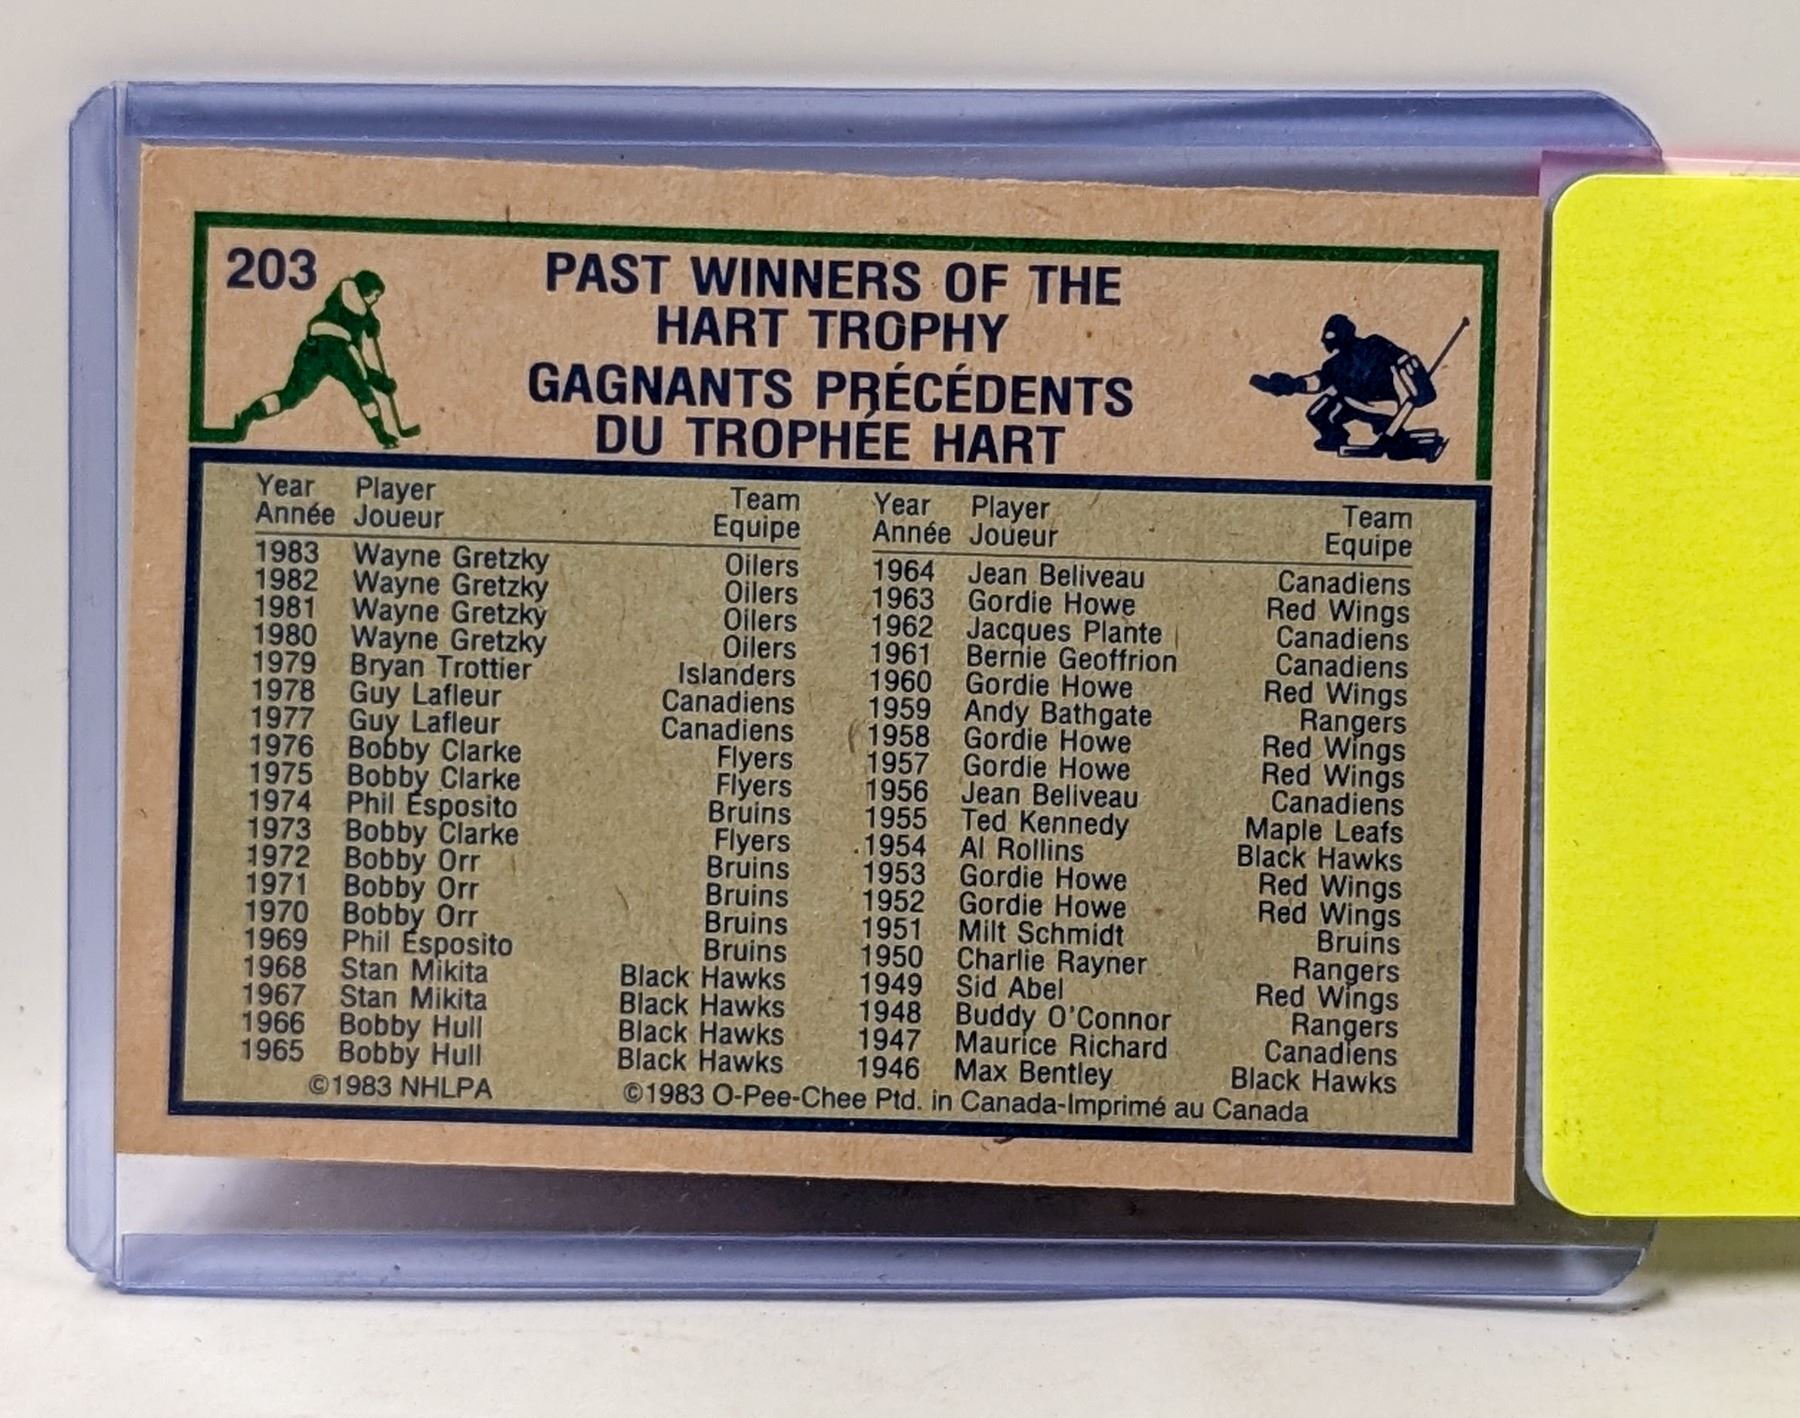 203
PAST WINNERS OF THE
HART TROPHY
GAGNANTS PRÉCÉDENTS
DU TROPHÉE HART
Year Player Team
Année Joueur Equipe
1983 Wayne Gretzky Oilers
1982 Wayne Gretzky Oilers
1981 Wayne Gretzky Oilers
1980 Wayne Gretzky Oilers
1979 Bryan Trottier Islanders
1978 Guy Lafleur Canadiens
1977 Guy Lafleur Canadiens
1976 Bobby Clarke Flyers
1975 Bobby Clarke Flyers
1974 Phil Esposito Bruins
1973 Bobby Clarke Flyers
1972 Bobby Orr Bruins
1971 Bobby Orr Bruins
1970 Bobby Orr Bruins
1969 Phil Esposito Bruins
1968 Stan Mikita Black Hawks
1967 Stan Mikita Black Hawks
1966 Bobby Hull Black Hawks
1965 Bobby Hull Black Hawks
Year Player Team
Année Joueur Equipe
1964 Jean Beliveau Canadiens
1963 Gordie Howe Red Wings
1962 Jacques Plante Canadiens
1961 Bernie Geoffrion Canadiens
1960 Gordie Howe Red Wings
1959 Andy Bathgate Rangers
1958 Gordie Howe Red Wings
1957 Gordie Howe Red Wings
1956 Jean Beliveau Canadiens
1955 Ted Kennedy Maple Leafs
1954 Al Rollins Black Hawks
1953 Gordie Howe Red Wings
1952 Gordie Howe Red Wings
1951 Milt Schmidt Bruins
1950 Charlie Rayner Rangers
1949 Sid Abel Red Wings
1948 Buddy O'Connor Rangers
1947 Maurice Richard Canadiens
1946 Max Bentley Black Hawks
©1983 NHLPA ©1983 O-Pee-Chee Ptd. in Canada-Imprimé au Canada